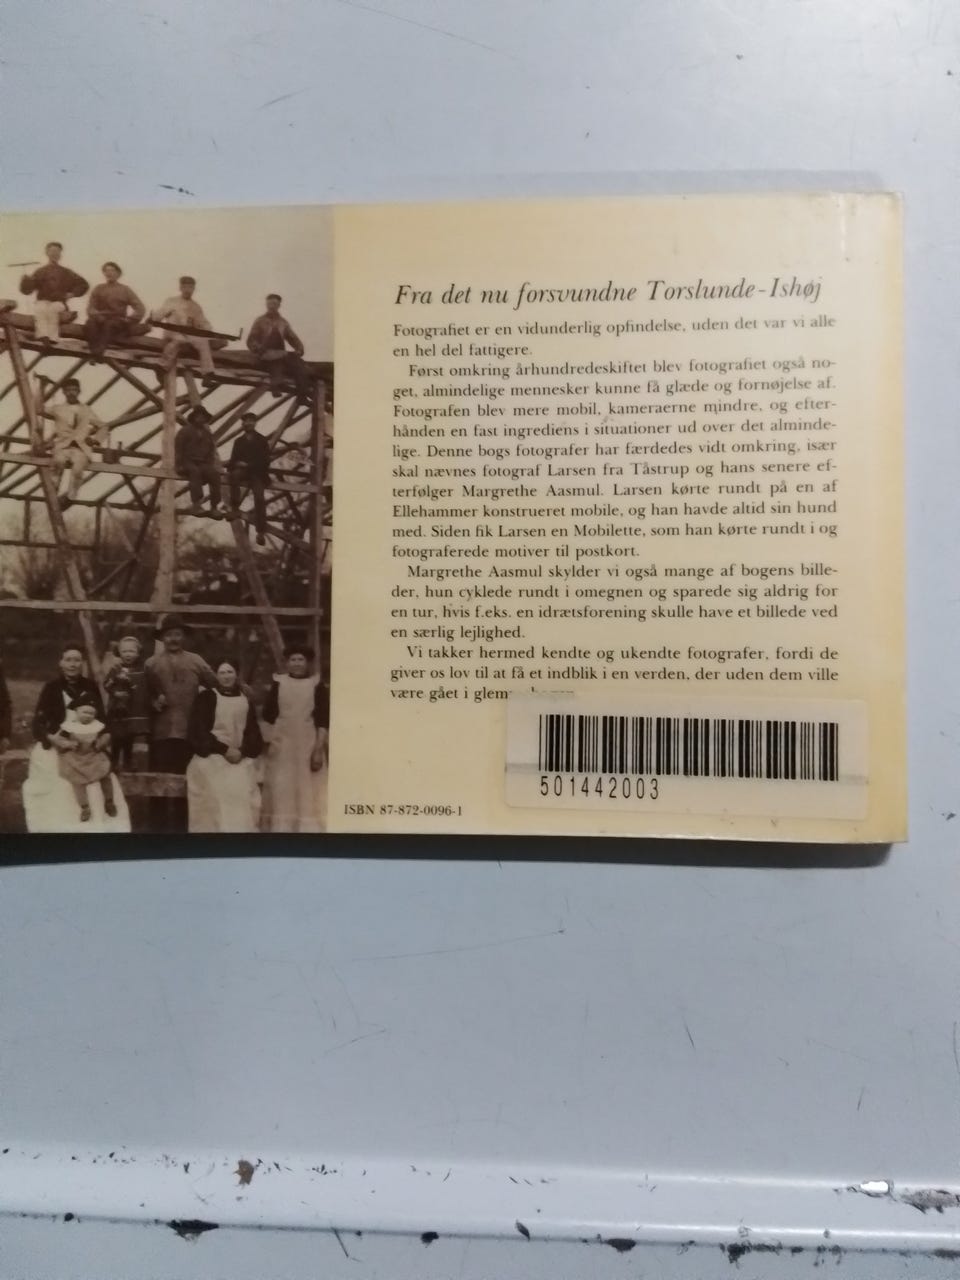 Fra det nu forsvundne Torslunde-Ishøj
Fotografiet er en vidunderlig opfindelse, uden det var vi alle
en hel del fattigere.
Først omkring århundredeskiftet blev fotografiet også no-
get, almindelige mennesker kunne få glæde og fornøjelse af.
Fotografen blev mere mobil, kameraerne mindre, og efter-
hånden en fast ingrediens i situationer ud over det alminde-
lige. Denne bogs fotografer har færdedes vidt omkring, især
skal nævnes fotograf Larsen fra Tåstrup og hans senere ef-
terfølger Margrethe Aasmul. Larsen kørte rundt på en af
Ellehammer konstrueret mobile, og han havde altid sin hund
med. Siden fik Larsen en Mobilette, som han kørte rundt i og
fotograferede motiver til postkort.
Margrethe Aasmul skylder vi også mange af bogens bille-
der, hun cyklede rundt i omegnen og sparede sig aldrig for
en tur, hvis f.eks. en idrætsforening skulle have et billede ved
en særlig lejlighed.
Vi takker hermed kendte og ukendte fotografer, fordi de
giver os lov til at få et indblik i en verden, der uden dem ville
være gået i
501442003
ISBN 87-872-0096-1